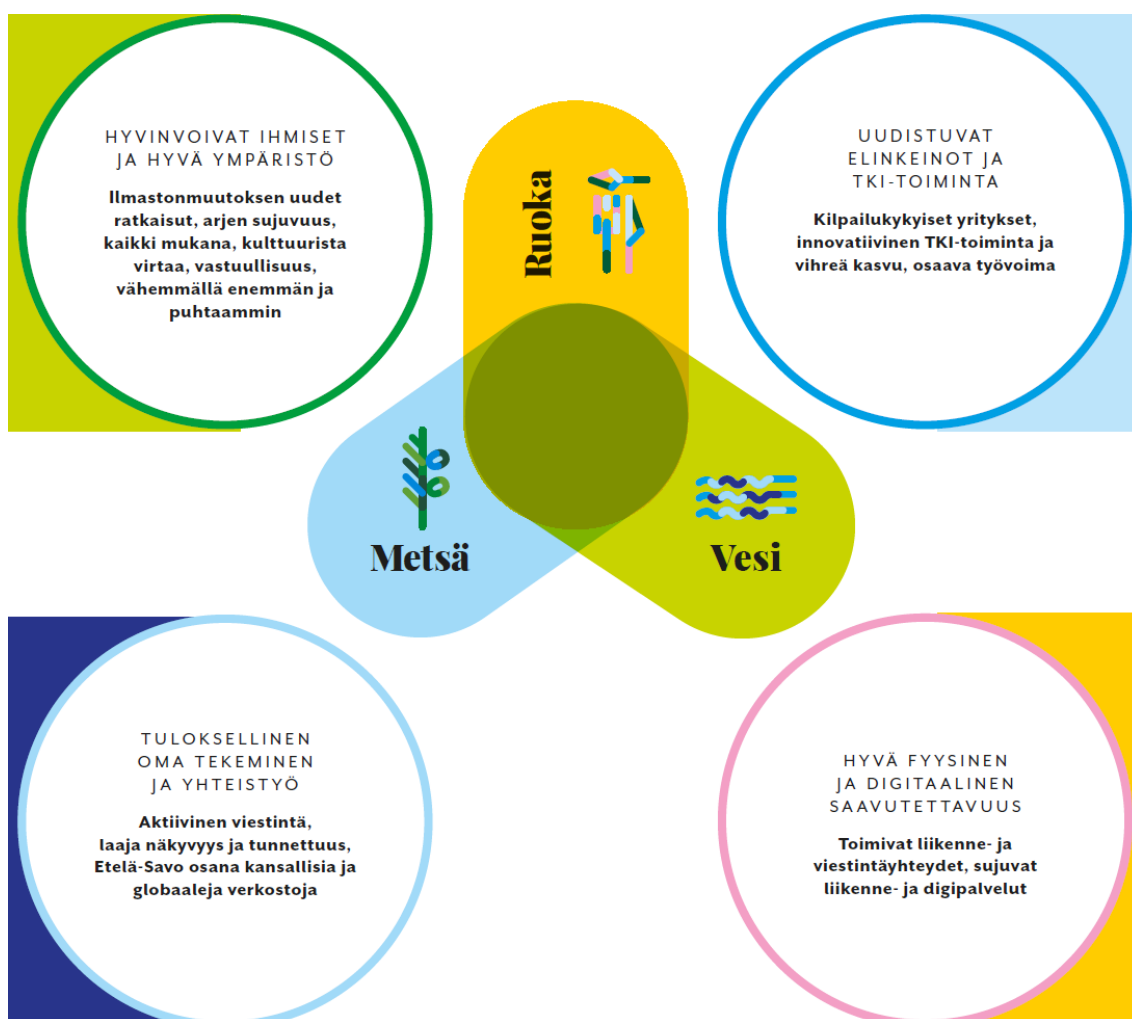 HYVINVOIVAT IHMISET
JA HYVÄ YMPÄRISTÖ
Ilmastonmuutoksen uudet
ratkaisut, arjen sujuvuus,
kaikki mukana, kulttuurista
virtaa, vastuullisuus,
vähemmällä enemmän ja
puhtaammin
Ruoka
UUDISTUVAT
ELINKEINOT JA
TKI-TOIMINTA
Kilpailukykyiset yritykset,
innovatiivinen TKI-toiminta ja
vihreä kasvu, osaava työvoima
Metsä
Vesi
TULOKSELLINEN
OMA TEKEMINEN
JA YHTEISTYÖ
Aktiivinen viestintä,
laaja näkyvyys ja tunnettuus,
Etelä-Savo osana kansallisia ja
globaaleja verkostoja
HYVÄ FYYSINEN
JA DIGITAALINEN
SAAVUTETTAVUUS
Toimivat liikenne- ja
viestintäyhteydet, sujuvat
liikenne- ja digipalvelut